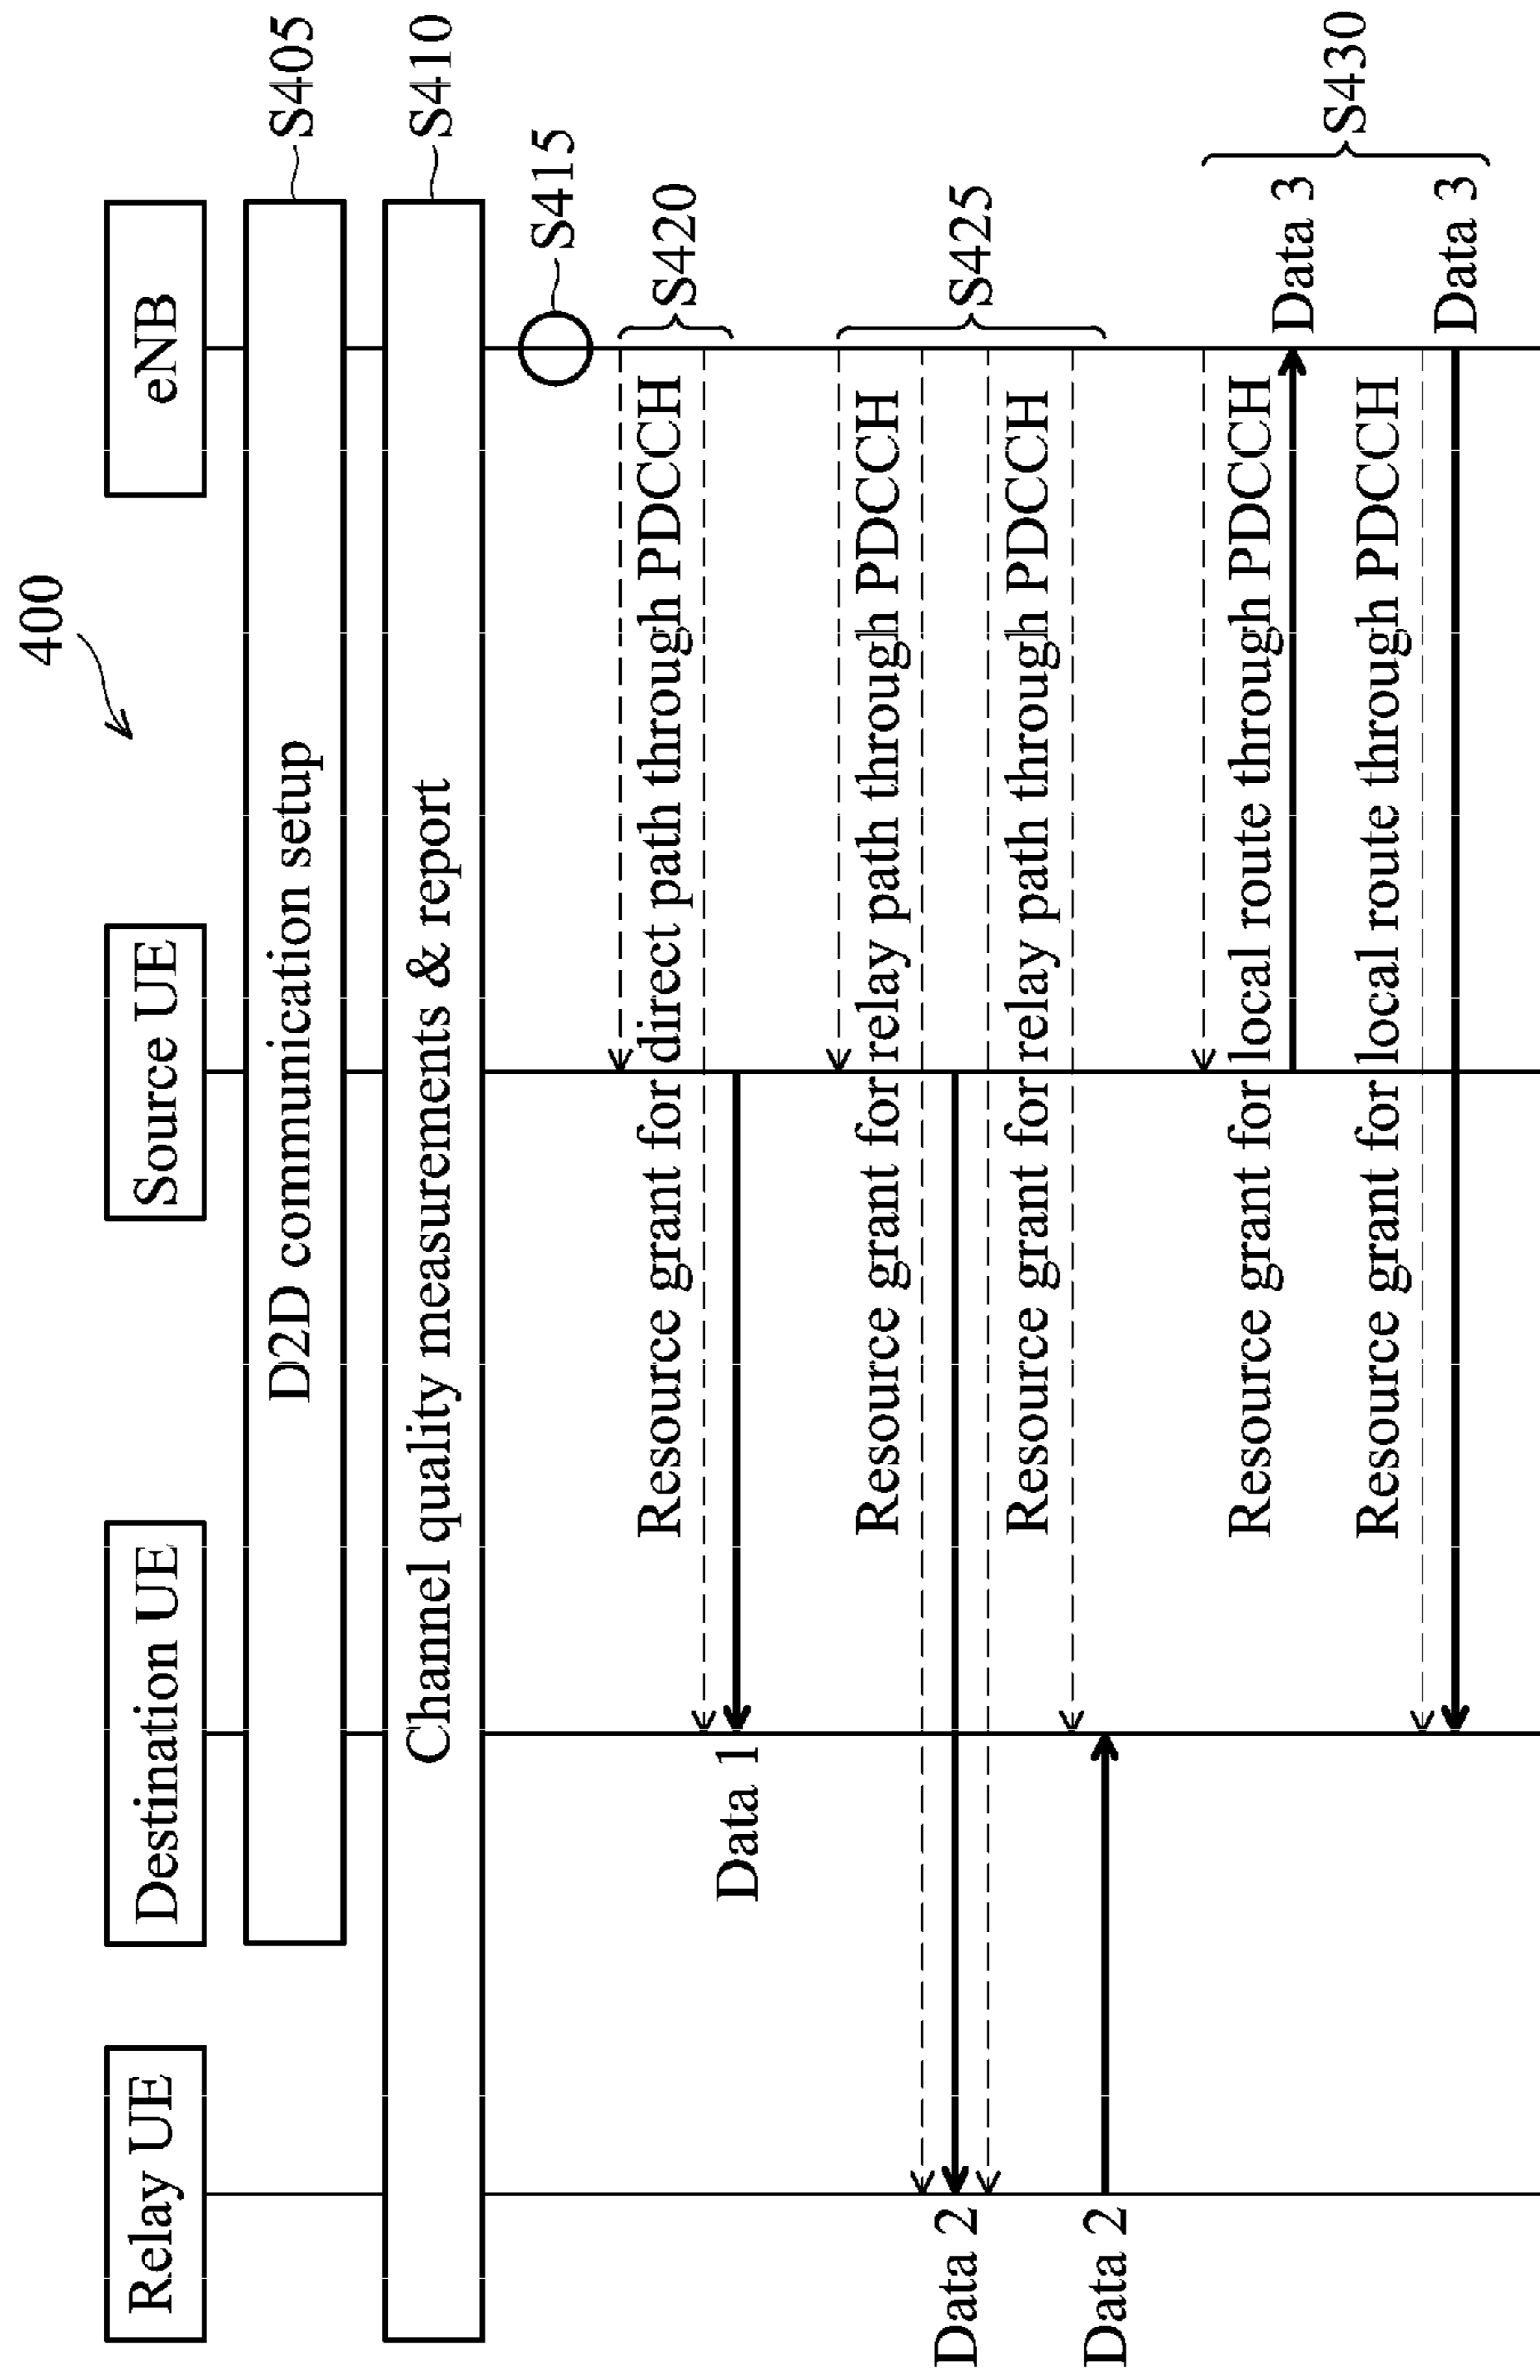 400
Relay UE
Destination UE
Source UE
eNB
D2D communication setup
S405
Channel quality measurements & report
S410
S415
Resource grant for direct path through PDCCH
S420
Data 1
Resource grant for relay path through PDCCH
Data 2
S425
Resource grant for relay path through PDCCH
Data 2
Resource grant for local route through PDCCH
Data 3
S430
Resource grant for local route through PDCCH
Data 3